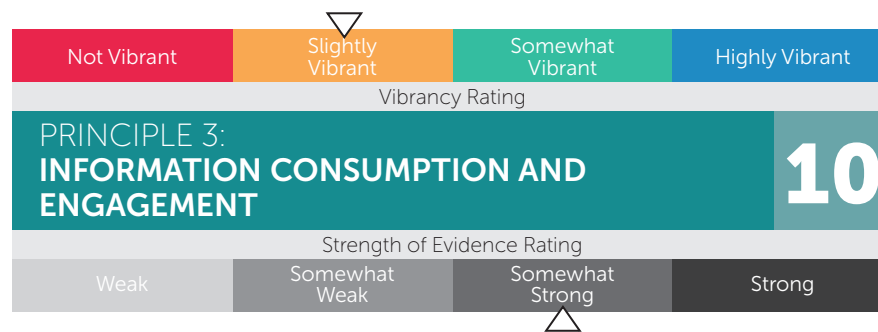 Not Vibrant
Slightly
Vibrant
Somewhat
Vibrant
Highly Vibrant
Vibrancy Rating
PRINCIPLE 3:
INFORMATION CONSUMPTION AND
ENGAGEMENT
10
Strength of Evidence Rating
Weak
Somewhat
Weak
Somewhat
Strong
Strong